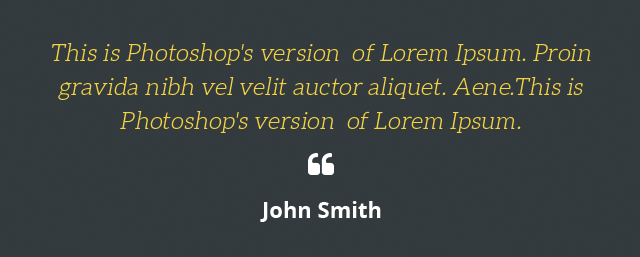 This is Photoshop's version  of Lorem Ipsum. Proin
gravida nibh vel velit auctor aliquet. Aene.This is
Photoshop's version  of Lorem Ipsum.
“
John Smith